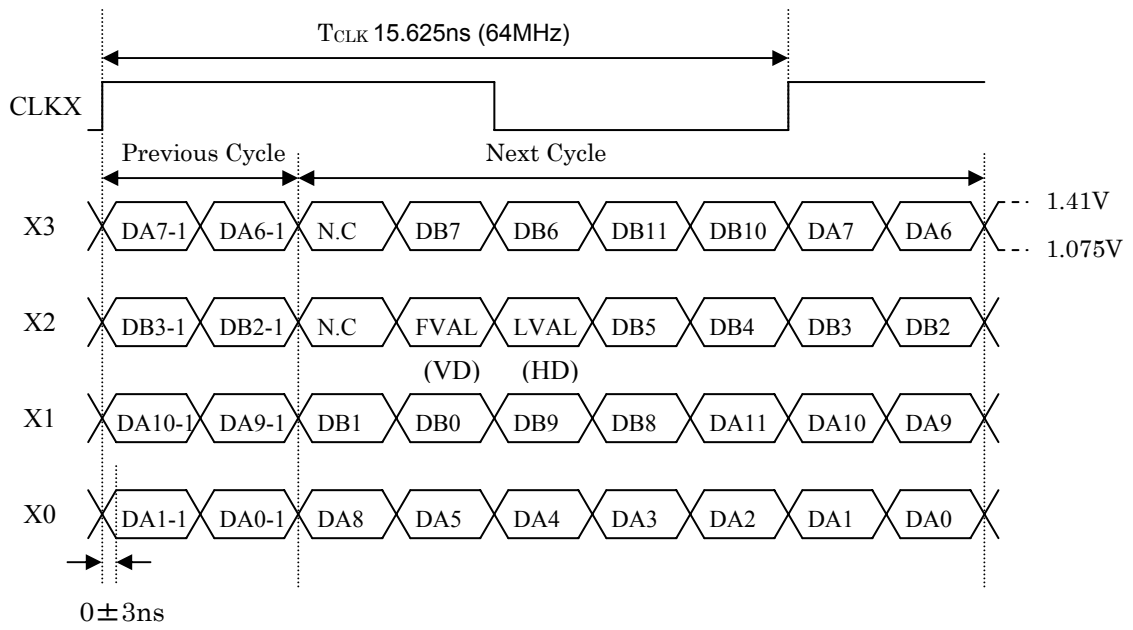 TCLK 15.625ns (64MHz)
CLKX
Previous Cycle Next Cycle
X3 DA7-1 DA6-1 N.C DB7 DB6 DB11 DB10 DA7 DA6 1.41V
1.075V
X2 DB3-1 DB2-1 N.C FVAL LVAL DB5 DB4 DB3 DB2
(VD) (HD)
X1 DA10-1 DA9-1 DB1 DB0 DB9 DB8 DA11 DA10 DA9
X0 DA1-1 DA0-1 DA8 DA5 DA4 DA3 DA2 DA1 DA0
0±3ns